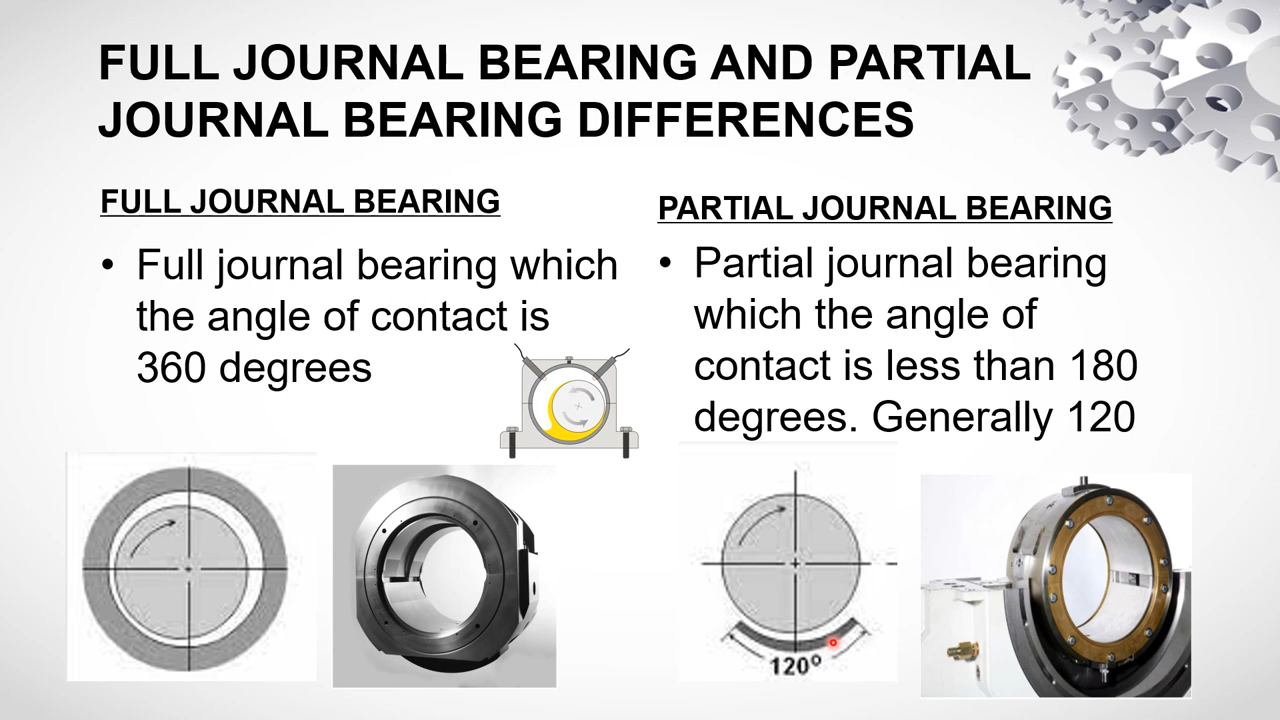 FULL JOURNAL BEARING AND PARTIAL
JOURNAL BEARING DIFFERENCES
FULL JOURNAL BEARING
• Full journal bearing which
the angle of contact is
360 degrees
PARTIAL JOURNAL BEARING
• Partial journal bearing
which the angle of
contact is less than 180
degrees. Generally 120
120°